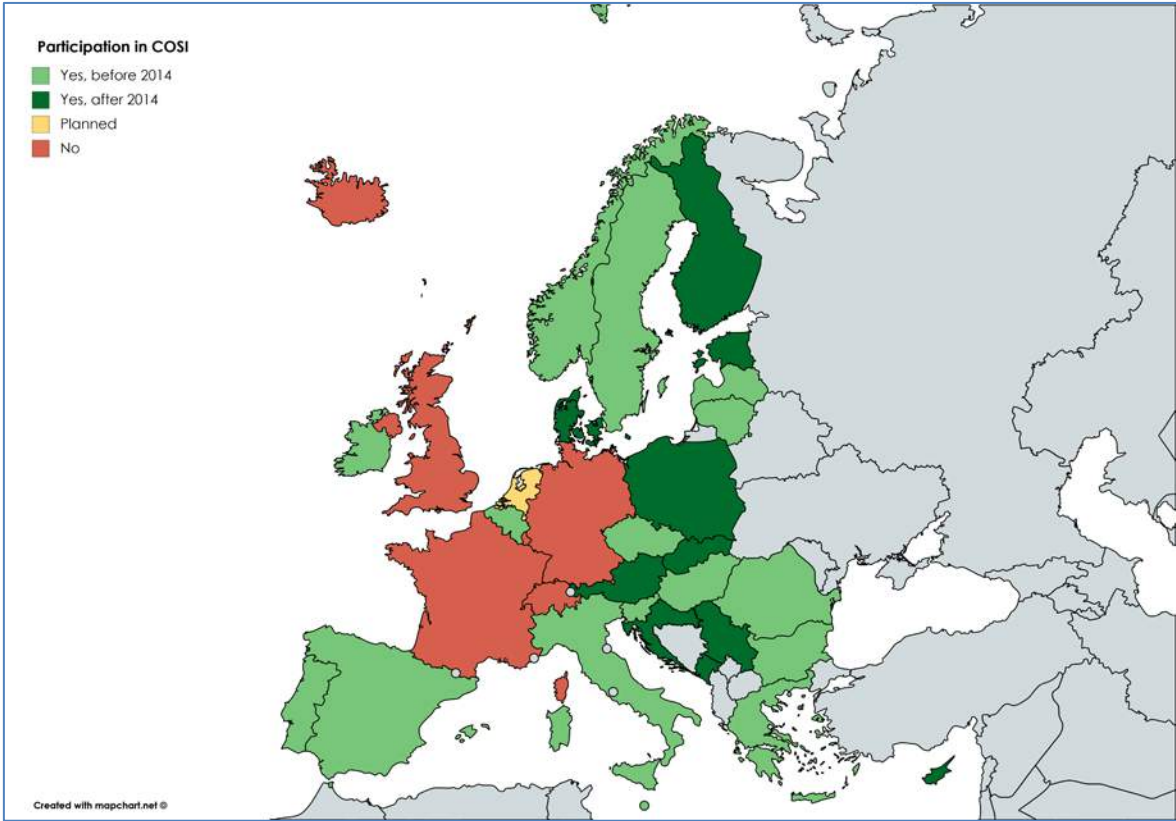 Participation in COSI
Yes, before 2014
Yes, after 2014
Planned
No
Created with mapchart.net ©